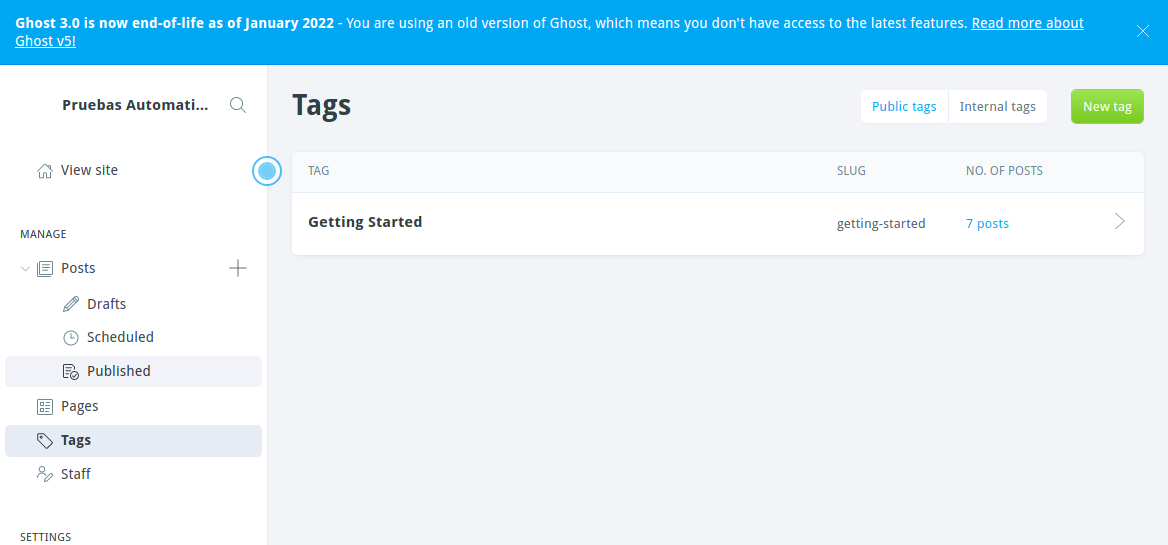 Ghost 3.0 is now end-of-life as of January 2022 - You are using an old version of Ghost, which means you don't have access to the latest features. Read more about
Ghost v5!
Pruebas Automati...
View site
MANAGE
Posts
Drafts
Scheduled
Published
Pages
Tags
Staff
SETTINGS
Tags
Public tags
Internal tags
New tag
TAG
SLUG
NO. OF POSTS
Getting Started
getting-started
7 posts